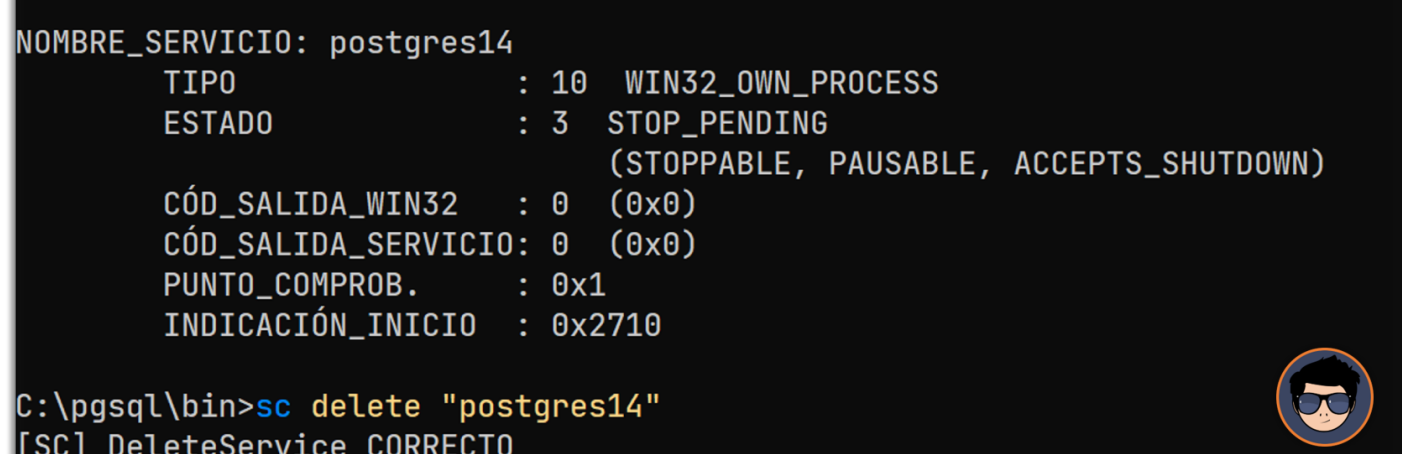 NOMBRE_SERVICIO: postgres14
TIPO : 10 WIN32_OWN_PROCESS
ESTADO : 3 STOP_PENDING
(STOPPABLE, PAUSABLE, ACCEPTS_SHUTDOWN)
CÓD_SALIDA_WIN32 : 0 (0x0)
CÓD_SALIDA_SERVICIO: 0 (0x0)
PUNTO_COMPROB. : 0x1
INDICACIÓN_INICIO : 0x2710
C:\pgsql\bin>sc delete "postgres14"
[SC] DeleteService CORRECTO